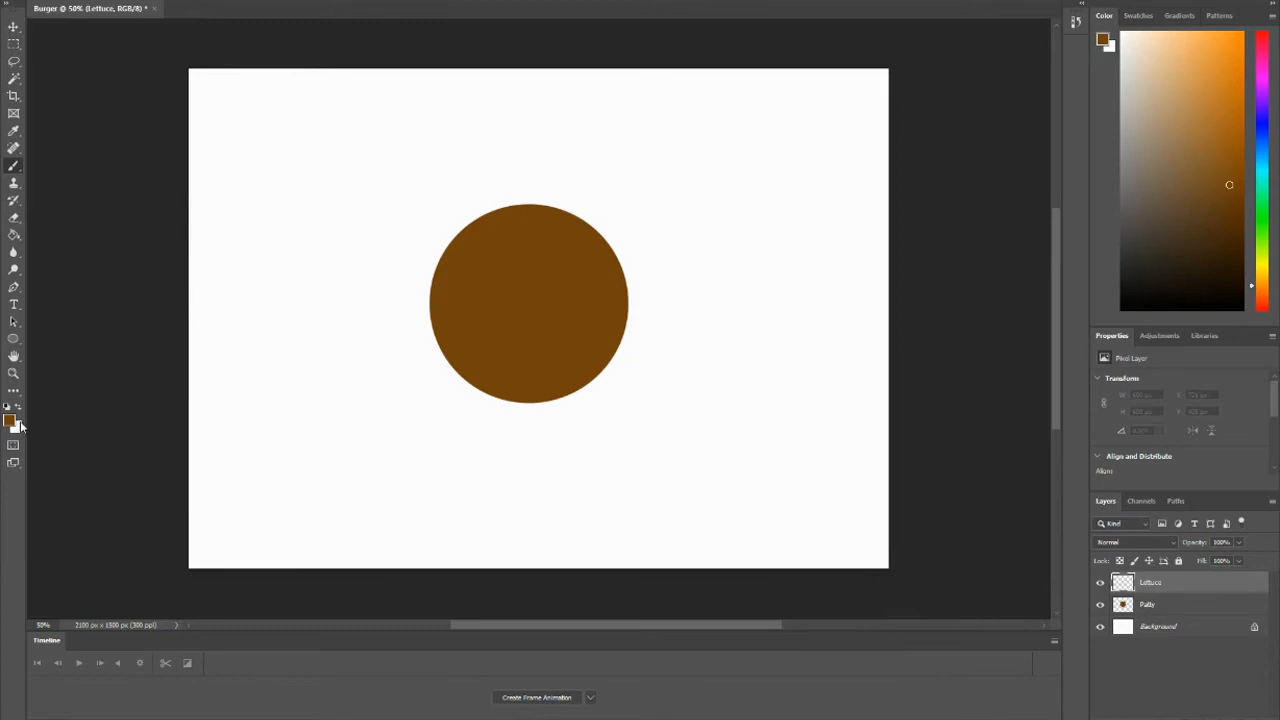 Burger @ 50% (Lettuce, RGB/8) *
Color Swatches Gradients Patterns
Properties Adjustments Libraries
Pixel Layer
Transform
W: H: X: Y:
Align and Distribute
Align:
Layers Channels Paths
Kind
Normal Opacity: 100%
Lock: Fill: 100%
Lettuce
Patty
Background
50% 2100 px x 1500 px (300 ppi)
Timeline
Create Frame Animation